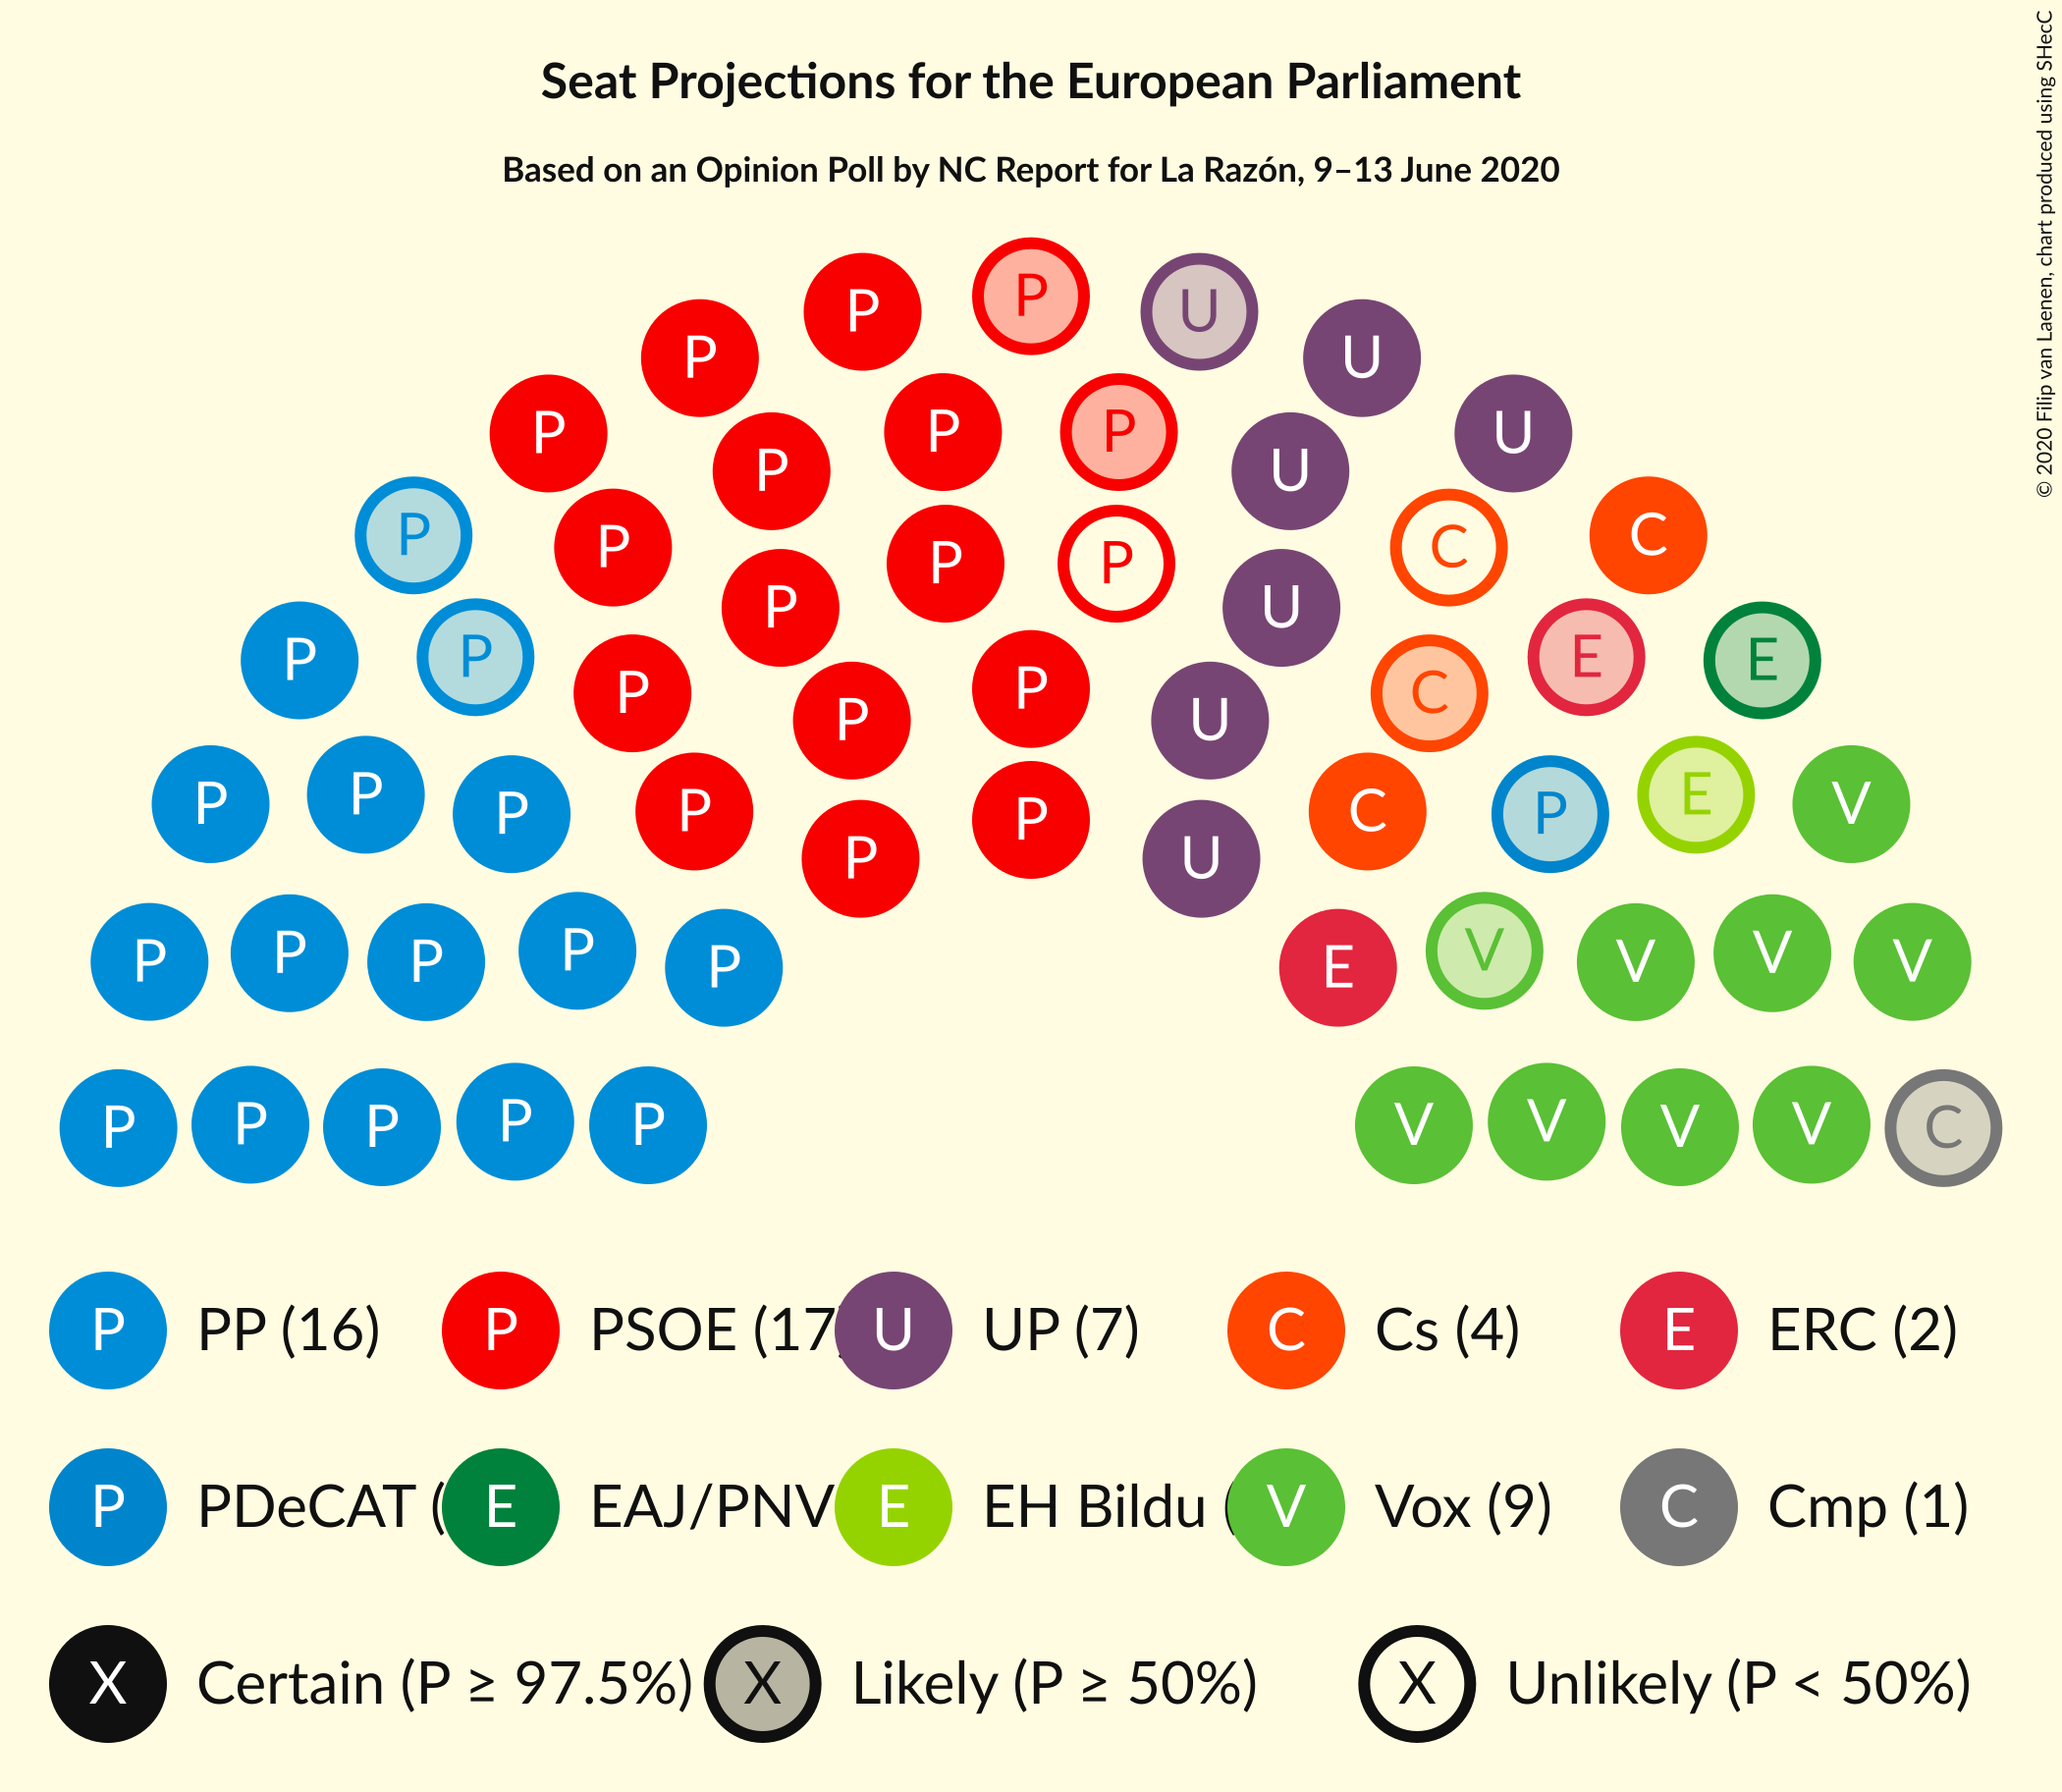 Seat Projections for the European Parliament
Based on an Opinion Poll by NC Report for La Razón, 9–13 June 2020
© 2020 Filip van Laenen, chart produced using SHecC
P
P U
P U
P P P U
P U
P P P P C C
P U
P P E E
P P C
P U
P P P P P C P E V
P U
P P P P P E V V V V
P P P P P V V V V C
P PP (16) P PSOE (17 U UP (7) C Cs (4) E ERC (2)
P PDeCAT ( E EAJ/PNV E EH Bildu ( V Vox (9) C Cmp (1)
X Certain (P ≥ 97.5%) X Likely (P ≥ 50%) X Unlikely (P < 50%)